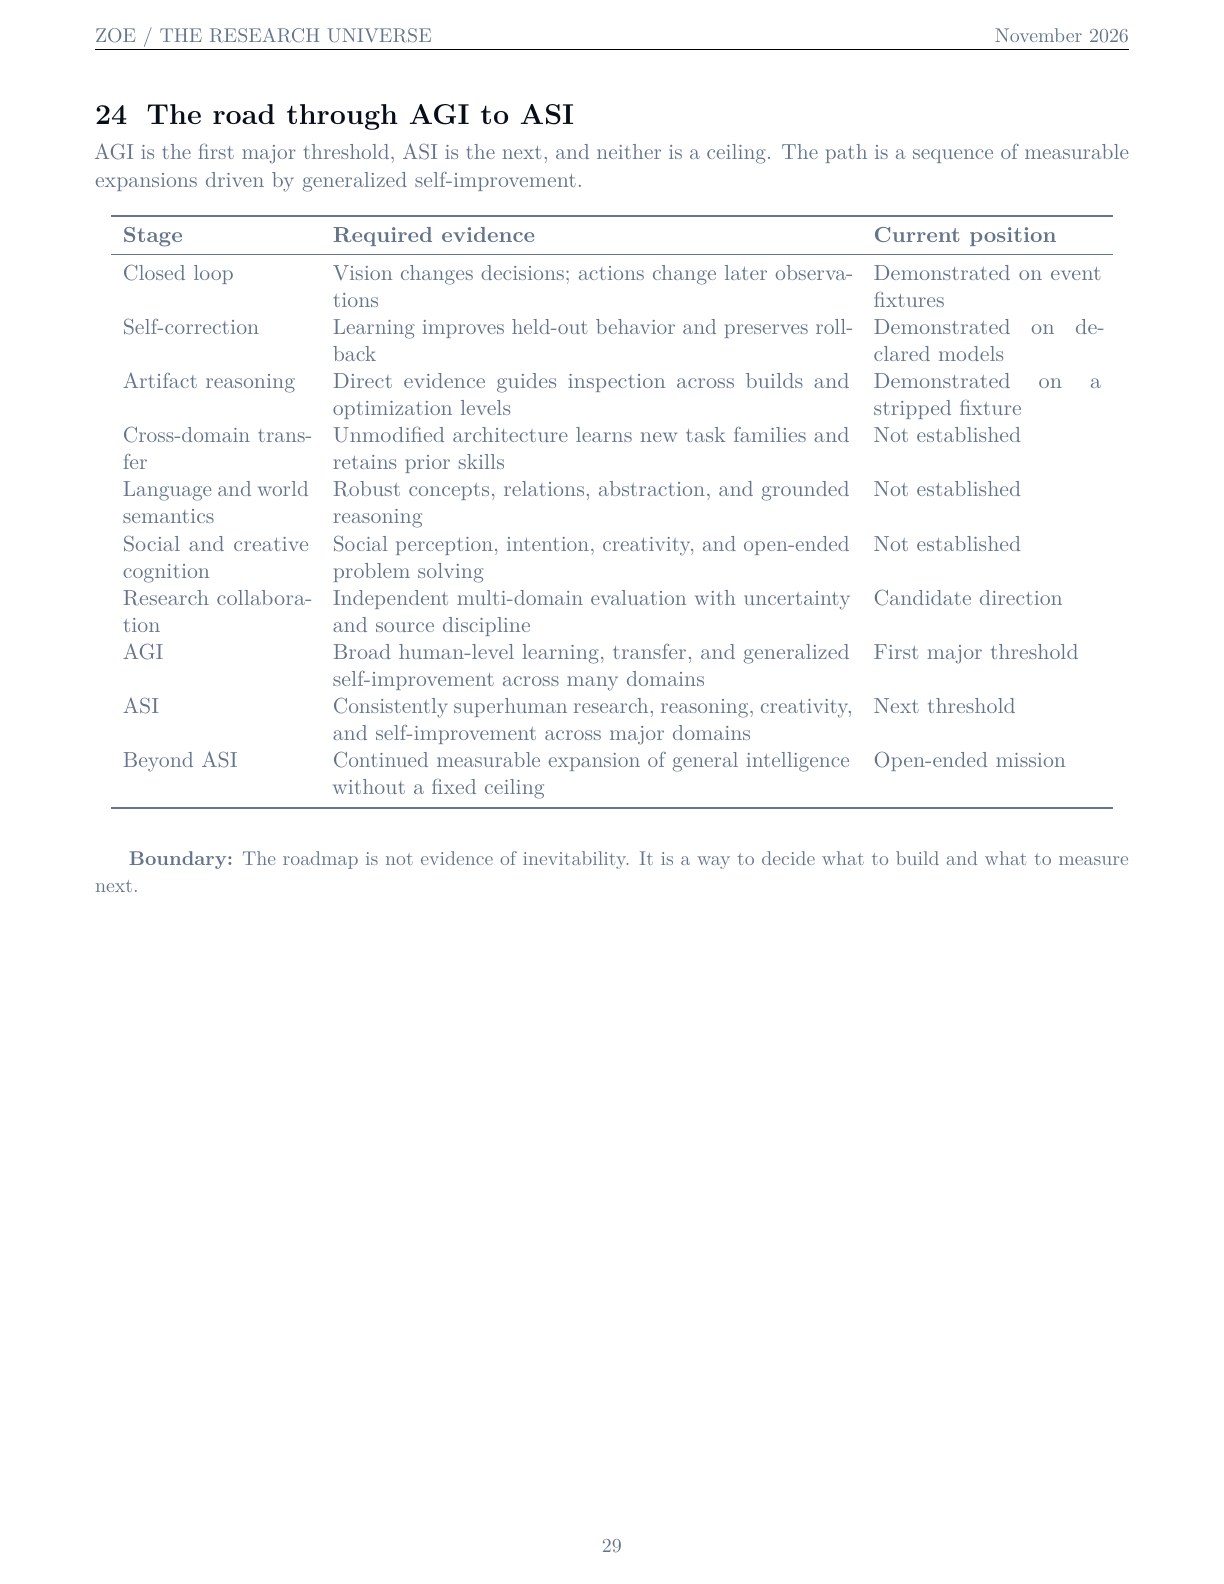 ZOE / THE RESEARCH UNIVERSE November 2026
24 The road through AGI to ASI
AGI is the first major threshold, ASI is the next, and neither is a ceiling. The path is a sequence of measurable
expansions driven by generalized self-improvement.
Stage Required evidence Current position
Closed loop Vision changes decisions; actions change later observa- Demonstrated on event
tions fixtures
Self-correction Learning improves held-out behavior and preserves roll- Demonstrated on de-
back clared models
Artifact reasoning Direct evidence guides inspection across builds and Demonstrated on a
optimization levels stripped fixture
Cross-domain trans- Unmodified architecture learns new task families and Not established
fer retains prior skills
Language and world Robust concepts, relations, abstraction, and grounded Not established
semantics reasoning
Social and creative Social perception, intention, creativity, and open-ended Not established
cognition problem solving
Research collabora- Independent multi-domain evaluation with uncertainty Candidate direction
tion and source discipline
AGI Broad human-level learning, transfer, and generalized First major threshold
self-improvement across many domains
ASI Consistently superhuman research, reasoning, creativity, Next threshold
and self-improvement across major domains
Beyond ASI Continued measurable expansion of general intelligence Open-ended mission
without a fixed ceiling
Boundary: The roadmap is not evidence of inevitability. It is a way to decide what to build and what to measure
next.
29